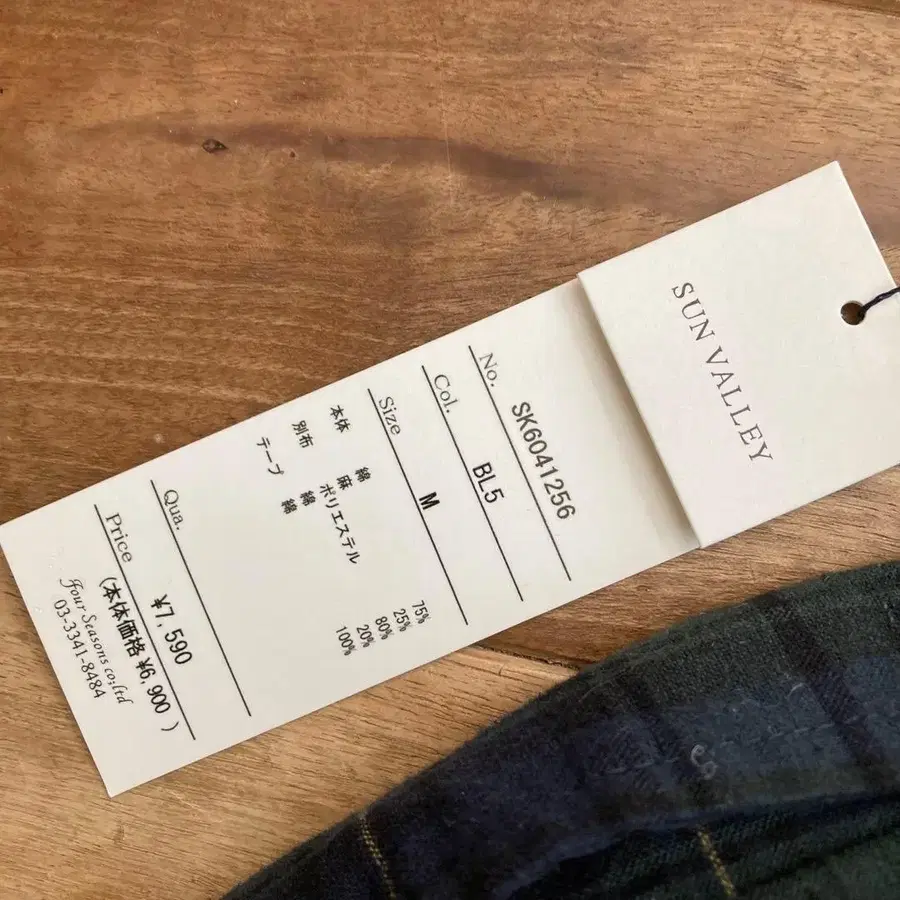 SUN VALLEY
No. SK6041256
Col. BL5
Size M
本体 綿 75%
麻 25%
別布 ポリエステル 80%
綿 20%
テープ 綿 100%
Qua.
¥7,590
Price (本体価格 ¥6,900 )
ffour Seasons co;ltd
03-3341-8484